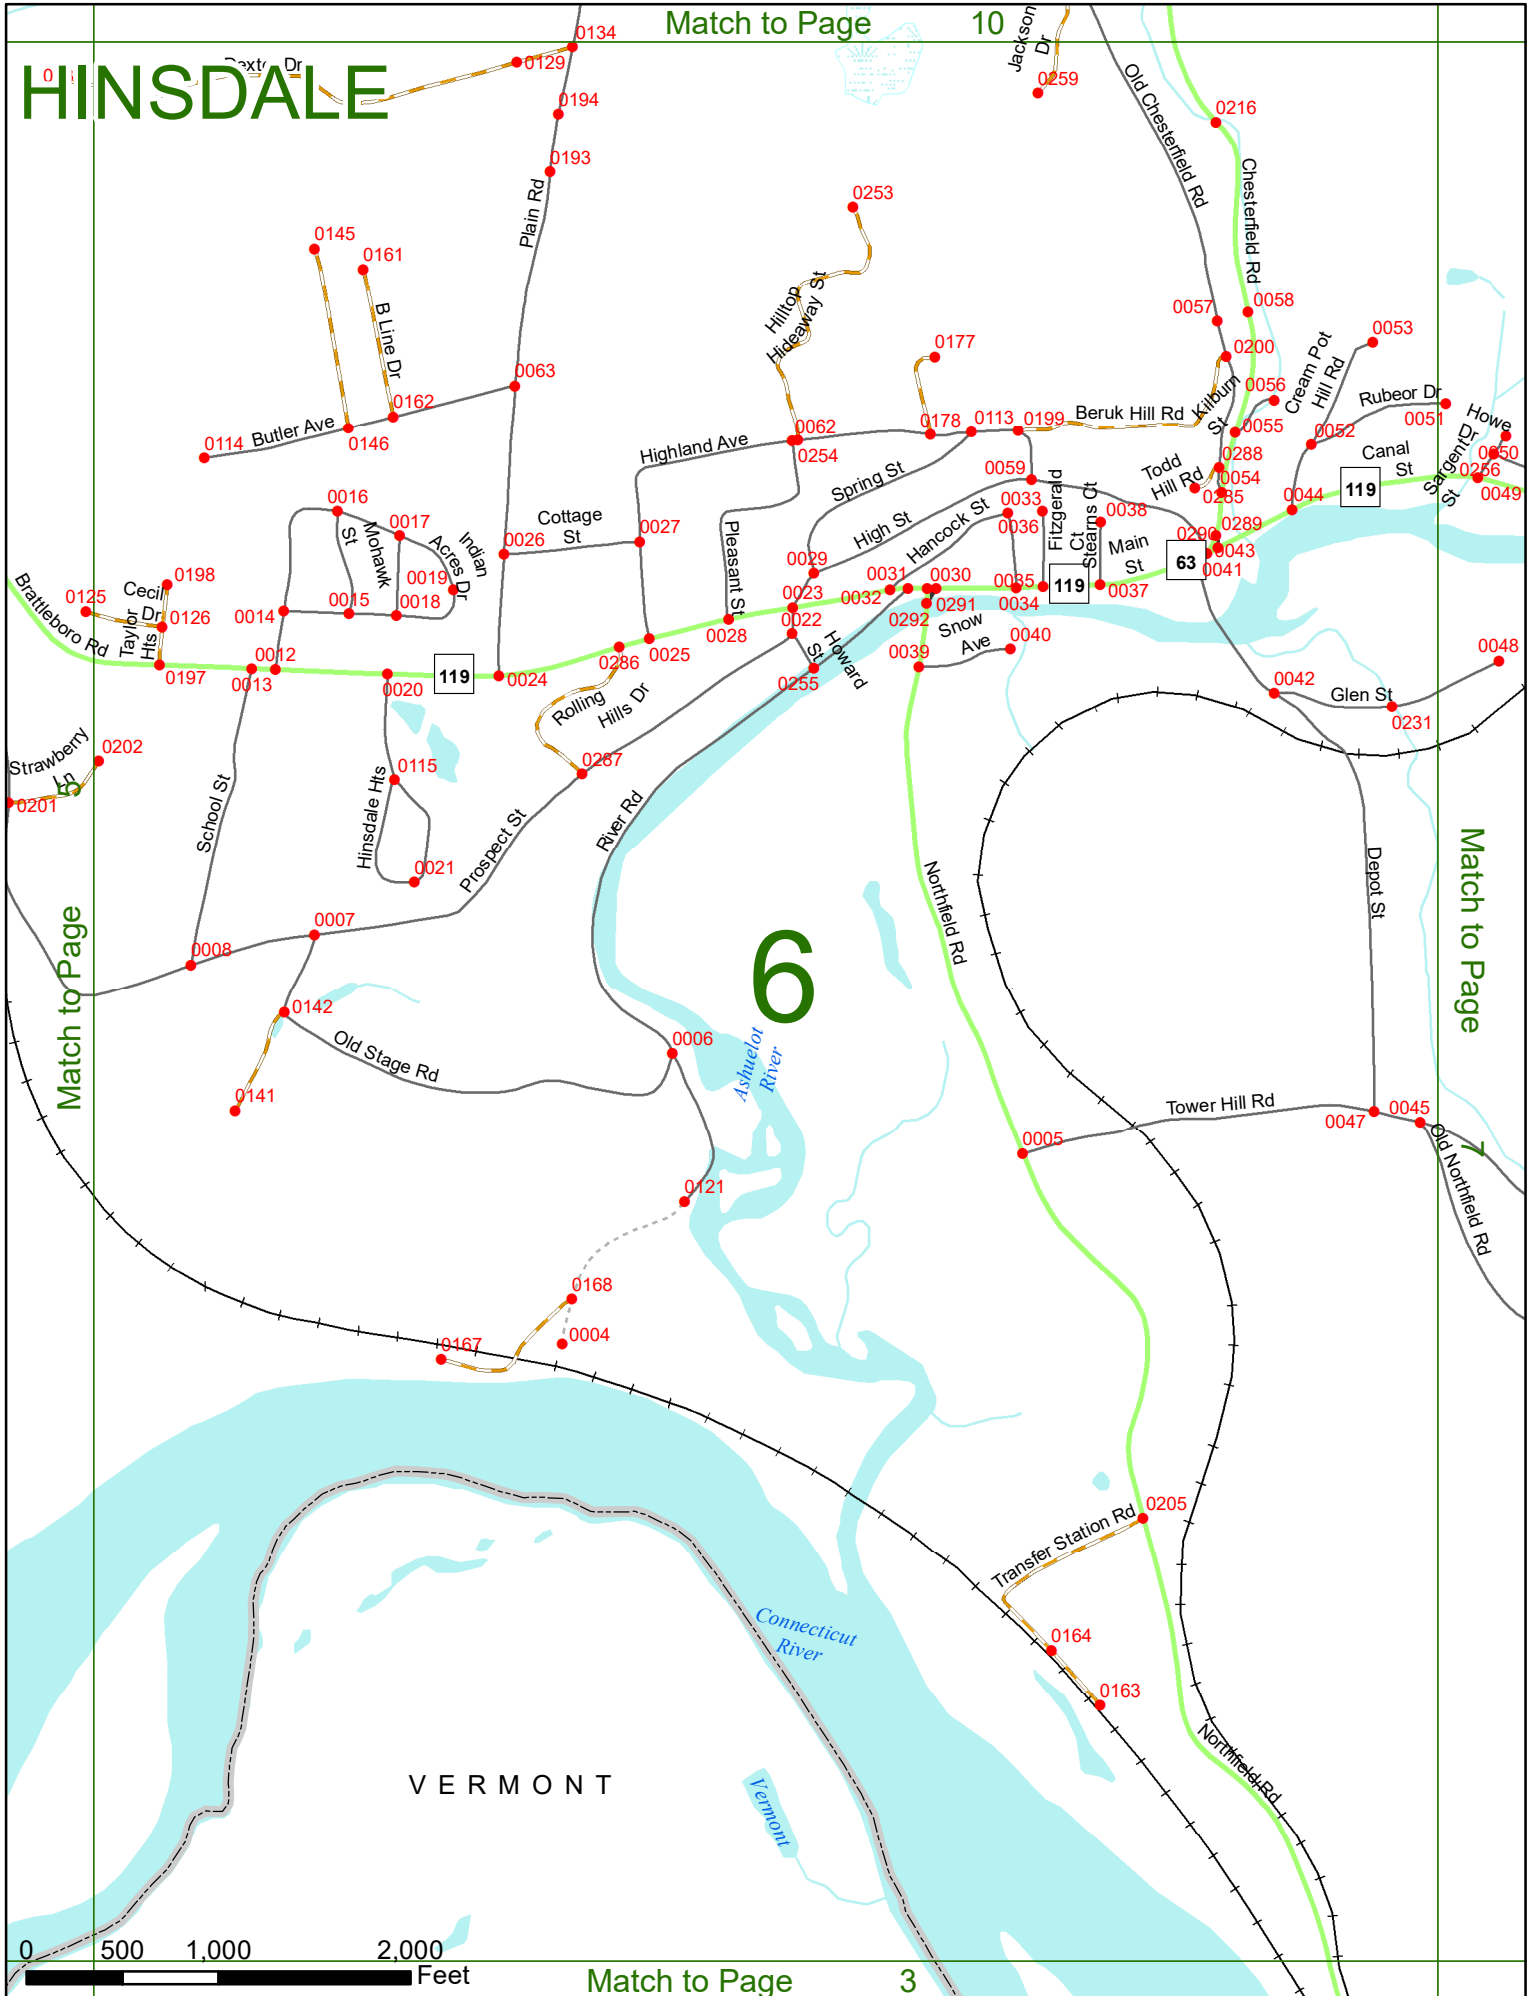 Match to Page 10
HINSDALE
Dexter Dr
0134
0129
0194
0193
Plain Rd
Jackson
Dr
0259
Old Chesterfield Rd
0216
Chesterfield Rd
0253
0145
0161
B Line Dr
Hilltop
Hideaway St
0057
0058
0053
0177
0200
Cream Pot
Hill Rd
0063
0056
Kilburn
St
Rubeor Dr
0051
Howe
Dr
0162
0114
Butler Ave
0146
0062
0254
0178
0113
0199
Beruk Hill Rd
0055
0052
0050
Highland Ave
Canal
St
Sargent
St
0256
0049
0288
0054
0285
Todd
Hill Rd
0059
Spring St
119
0044
0016
St
Mohawk
0017
Indian
Acres Dr
0026
Cottage
St
0027
Pleasant St
High St
Hancock St
0033
0036
Fitzgerald
Ct
Stearns Ct
0038
Main
St
0289
0290
0043
63
0041
0029
0198
Cecil
Dr
0125
0126
Taylor
Hts
Brattleboro Rd
0014
0015
0018
0019
0031
0032
0030
0035
0034
119
0037
0023
0022
0028
0291
0292
Snow
Ave
0040
0039
Howard
St
0255
0048
0197
0012
0013
0020
119
0024
0286
0025
Rolling
Hills Dr
0042
Glen St
0231
Strawberry
Ln
0202
0201
5
School St
Hinsdale Hts
0115
0021
0287
Prospect St
River Rd
Northfield Rd
Depot St
Match to Page
Match to Page
7
0007
0008
6
0142
Old Stage Rd
0141
0006
Ashuelot
River
Tower Hill Rd
0047
0045
0005
Old Northfield Rd
0121
0168
0004
0167
0205
Transfer Station Rd
0164
0163
Connecticut
River
Northfield Rd
VERMONT
Vermont
0 500 1,000 2,000
Feet
Match to Page 3